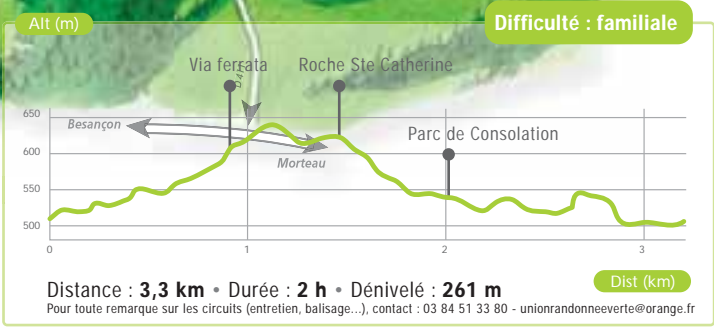 Alt (m)
Difficulté : familiale
Via ferrata
Roche Ste Catherine
650
Besançon
Parc de Consolation
600
Morteau
550
500
0
1
2
3
Dist (km)
Distance : 3,3 km • Durée : 2 h • Dénivelé : 261 m
Pour toute remarque sur les circuits (entretien, balisage...), contact : 03 84 51 33 80 - unionrandonneeverte@orange.fr